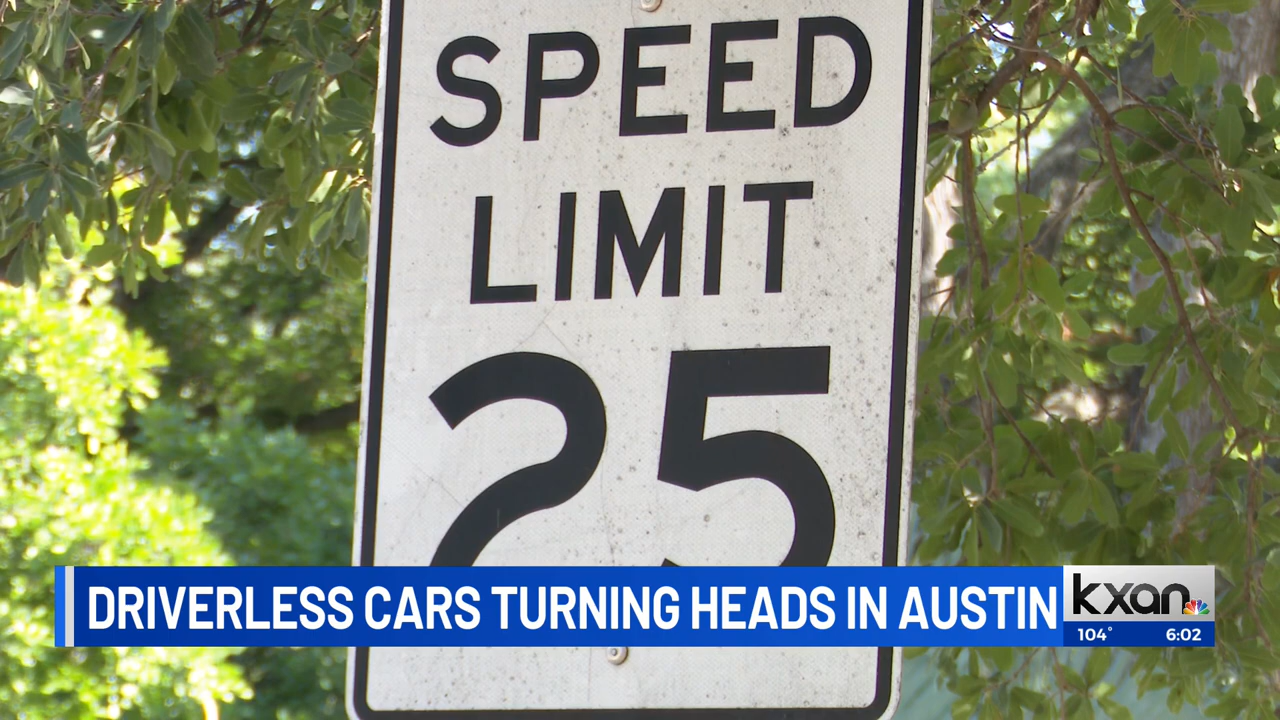 SPEED
LIMIT
25
DRIVERLESS CARS TURNING HEADS IN AUSTIN
kxan
104° 6:02